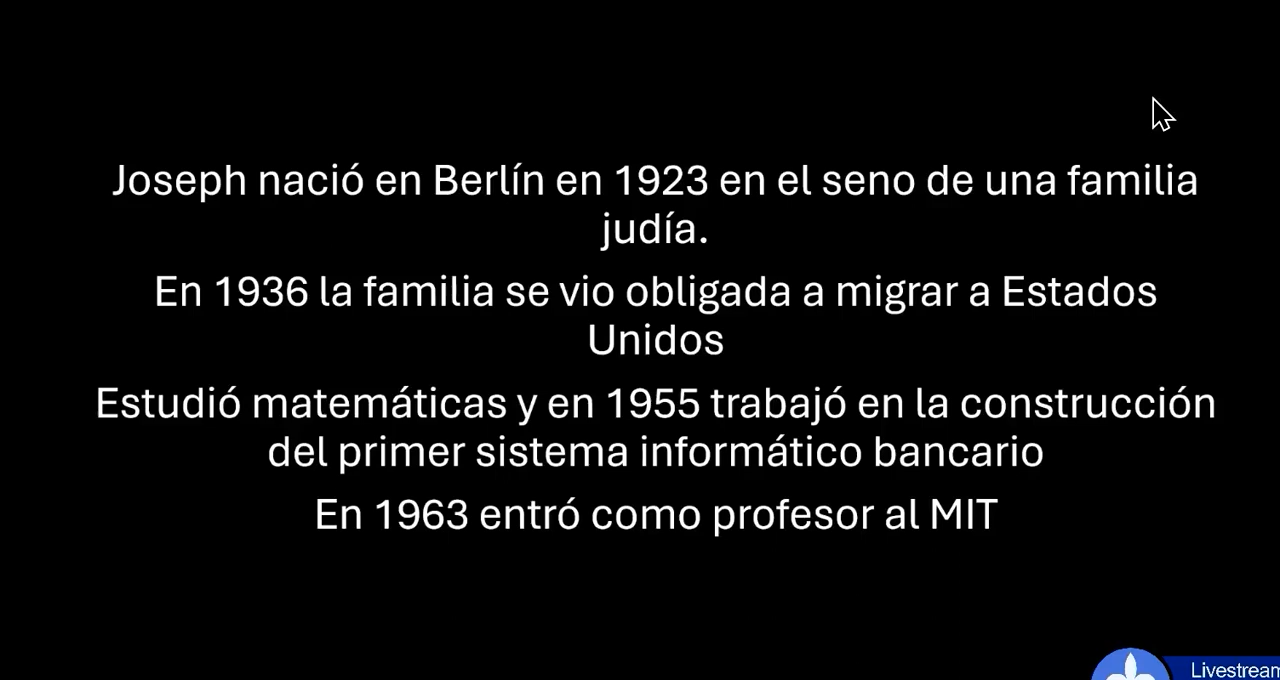 Joseph nació en Berlín en 1923 en el seno de una familia
judía.
En 1936 la familia se vio obligada a migrar a Estados
Unidos
Estudió matemáticas y en 1955 trabajó en la construcción
del primer sistema informático bancario
En 1963 entró como profesor al MIT
Livestream